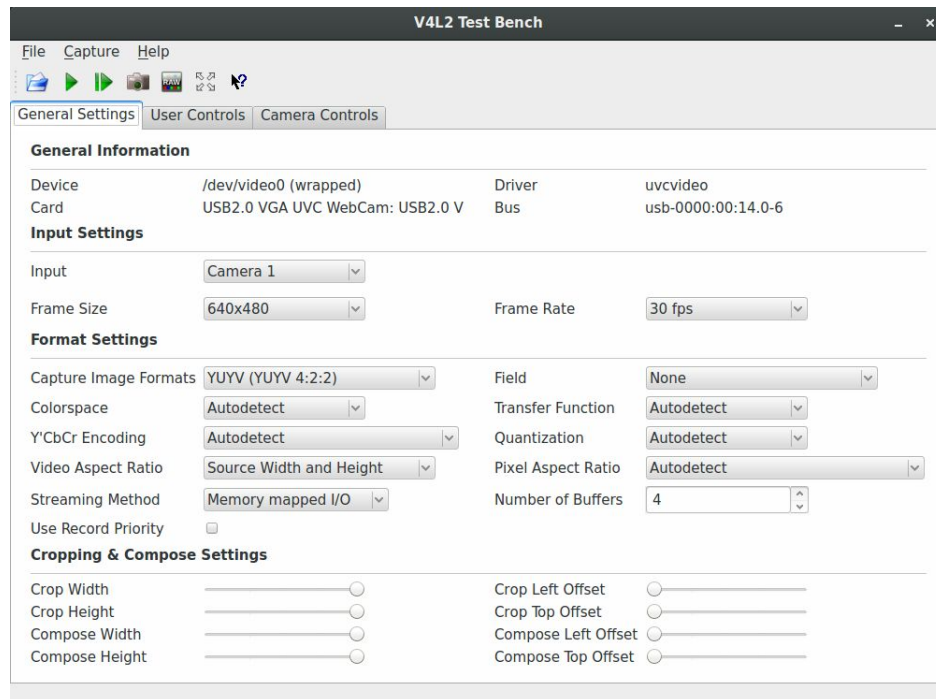 V4L2 Test Bench
File Capture Help
RAW
General Settings User Controls Camera Controls
General Information
Device /dev/video0 (wrapped) Driver uvcvideo
Card USB2.0 VGA UVC WebCam: USB2.0 V Bus usb-0000:00:14.0-6
Input Settings
Input Camera 1
Frame Size 640x480 Frame Rate 30 fps
Format Settings
Capture Image Formats YUYV (YUYV 4:2:2) Field None
Colorspace Autodetect Transfer Function Autodetect
Y'CbCr Encoding Autodetect Quantization Autodetect
Video Aspect Ratio Source Width and Height Pixel Aspect Ratio Autodetect
Streaming Method Memory mapped I/O Number of Buffers 4
Use Record Priority
Cropping & Compose Settings
Crop Width Crop Left Offset
Crop Height Crop Top Offset
Compose Width Compose Left Offset
Compose Height Compose Top Offset